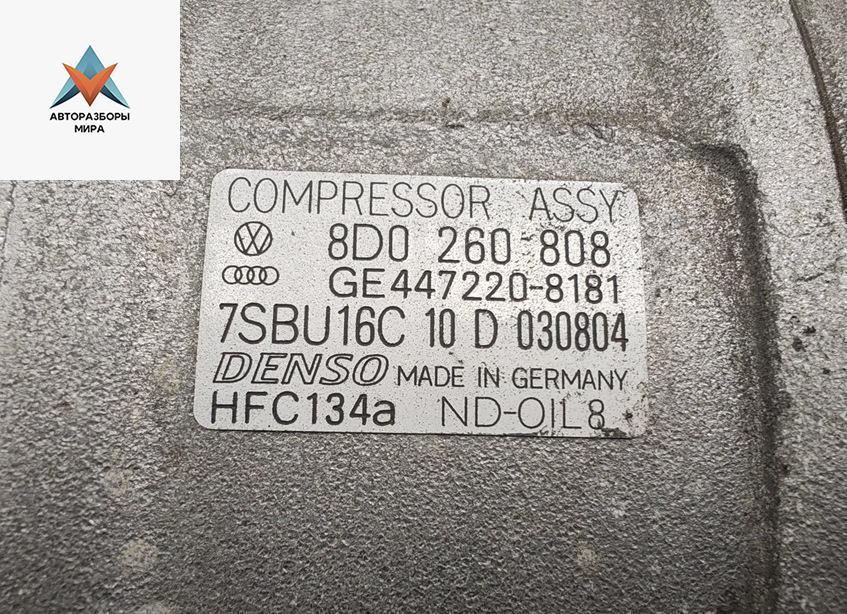 АВТОРАЗБОРЫ
МИРА
COMPRESSOR ASSY
8D0 260 808
GE447220-8181
7SBU16C 10 D 030804
DENSO MADE IN GERMANY
HFC134a ND-OIL8